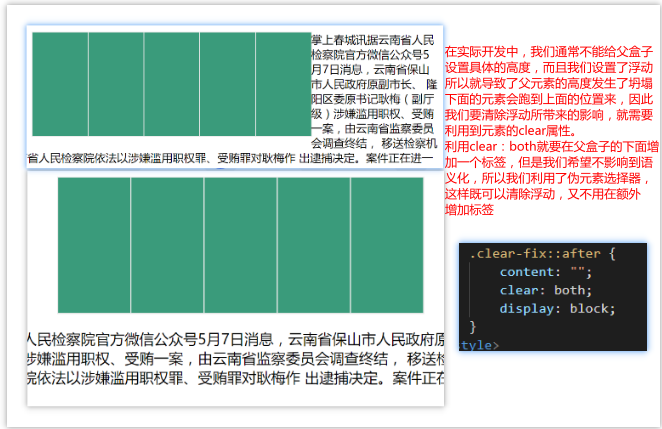 掌上春城讯据云南省人民
检察院官方微信公众号5
月7日消息，云南省保山
市人民政府原副市长、 隆
阳区委原书记耿梅（副厅
级）涉嫌滥用职权、受贿
一案，由云南省监察委员
会调查终结， 移送检察机
省人民检察院依法以涉嫌滥用职权罪、受贿罪对耿梅作 出逮捕决定。案件正在进一
人民检察院官方微信公众号5月7日消息，云南省保山市人民政府原
步嫌滥用职权、受贿一案，由云南省监察委员会调查终结， 移送检
院依法以涉嫌滥用职权罪、受贿罪对耿梅作 出逮捕决定。案件正在
在实际开发中，我们通常不能给父盒子
设置具体的高度，而且我们设置了浮动
所以就导致了父元素的高度发生了坍塌
下面的元素会跑到上面的位置来，因此
我们要清除浮动所带来的影响，就需要
利用到元素的clear属性。
利用clear：both就要在父盒子的下面增
加一个标签，但是我们希望不影响到语
义化，所以我们利用了伪元素选择器，
这样既可以清除浮动，又不用在额外
增加标签
.clear-fix::after {
content: "";
clear: both;
display: block;
}
style>